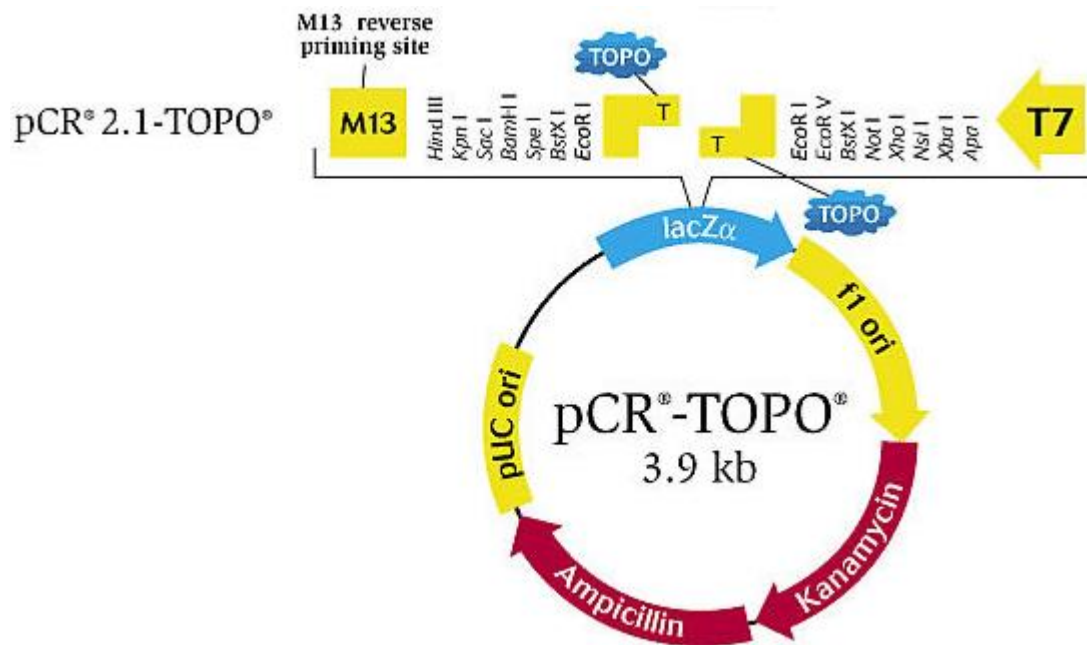 M13 reverse
priming site
pCR® 2.1-TOPO®
M13
Hind III
Kpn I
Sac I
BamH I
Spe I
BstX I
EcoR I
TOPO
T
T
TOPO
EcoR I
EcoR V
BstX I
Not I
Xho I
Nsi I
Xba I
Apa I
T7
lacZα
f1 ori
Kanamycin
Ampicillin
pUC ori
pCR®-TOPO®
3.9 kb